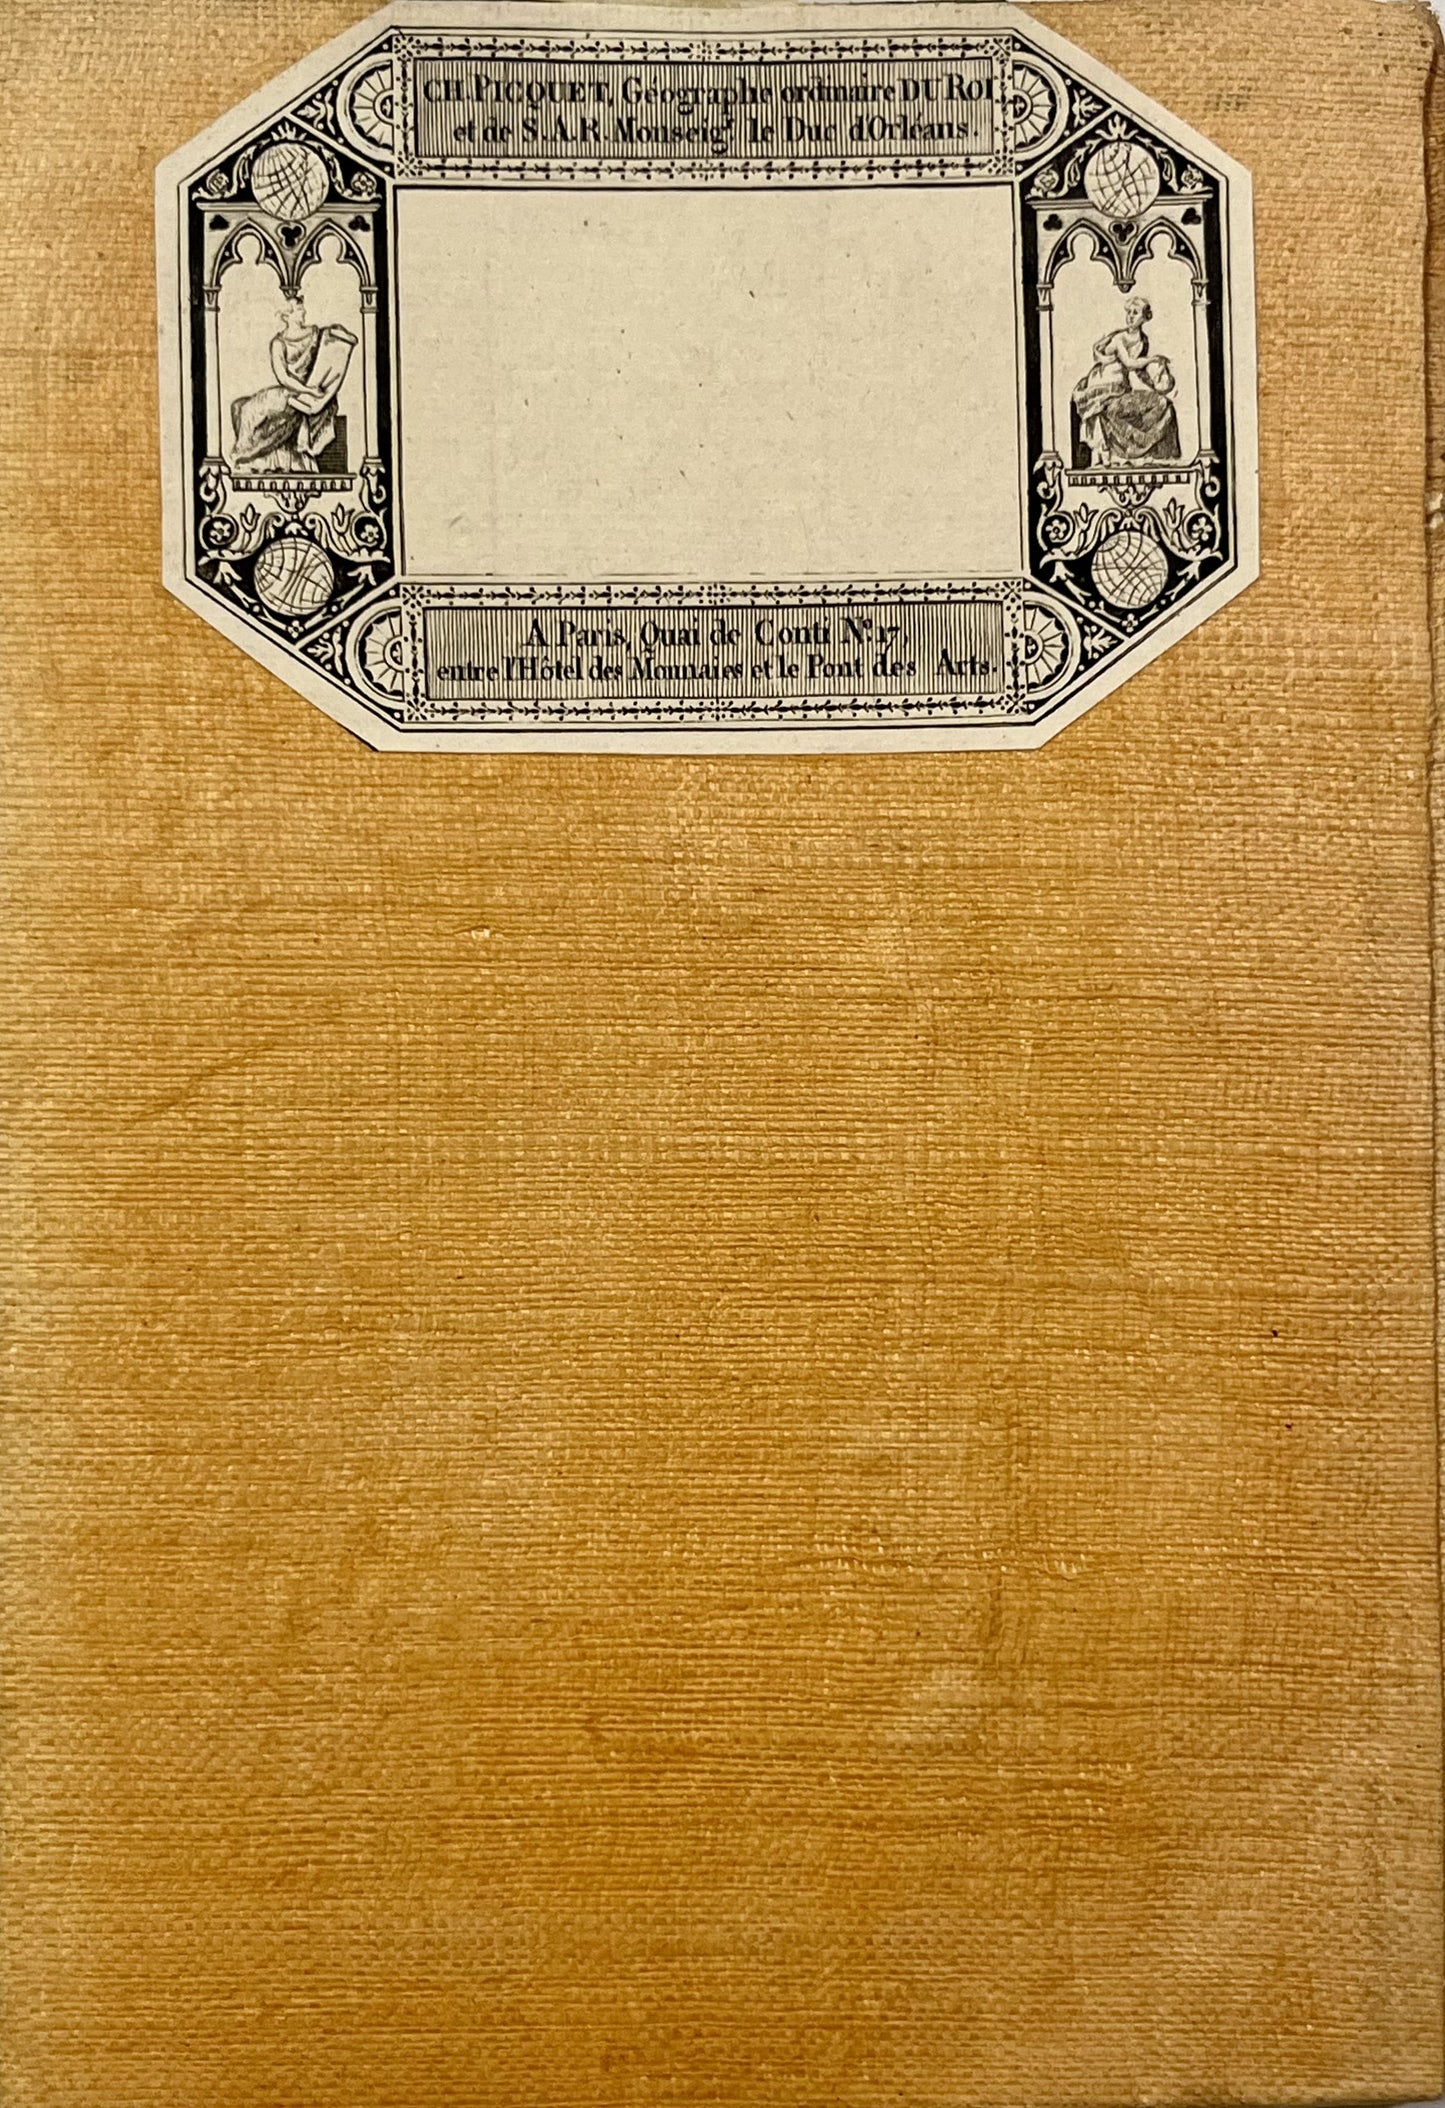 CH. PICQUET, Géographe ordinaire DU ROI
et de S.A.R. Monseigr. le Duc d'Orléans.
A Paris, Quai de Conti No. 17,
entre l'Hôtel des Monnaies et le Pont des Arts.